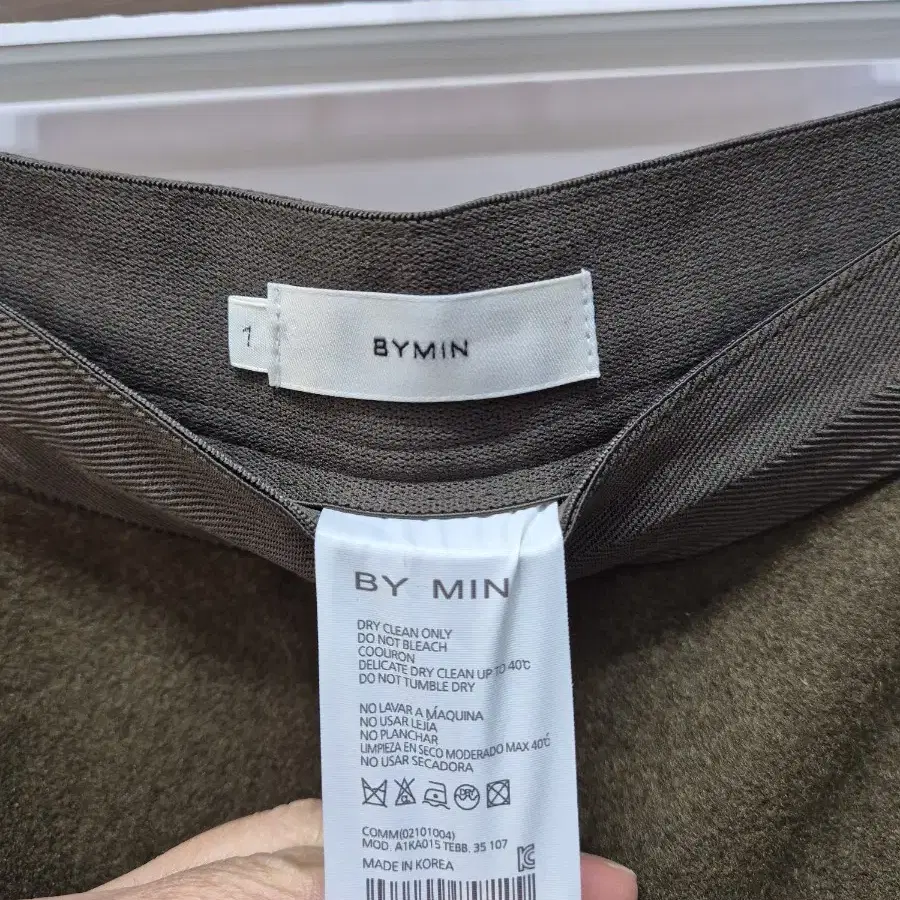 1
BYMIN
BY MIN
DRY CLEAN ONLY
DO NOT BLEACH
COOLIRON
DELICATE DRY CLEAN UP TO 40℃
DO NOT TUMBLE DRY
NO LAVAR A MAQUINA
NO USAR LEJIA
NO PLANCHAR
LIMPIEZA EN SECO MODERADO MAX 40℃
NO USAR SECADORA
COMM(02101004)
MOD. A1KA015 TEBB. 35 107
MADE IN KOREA